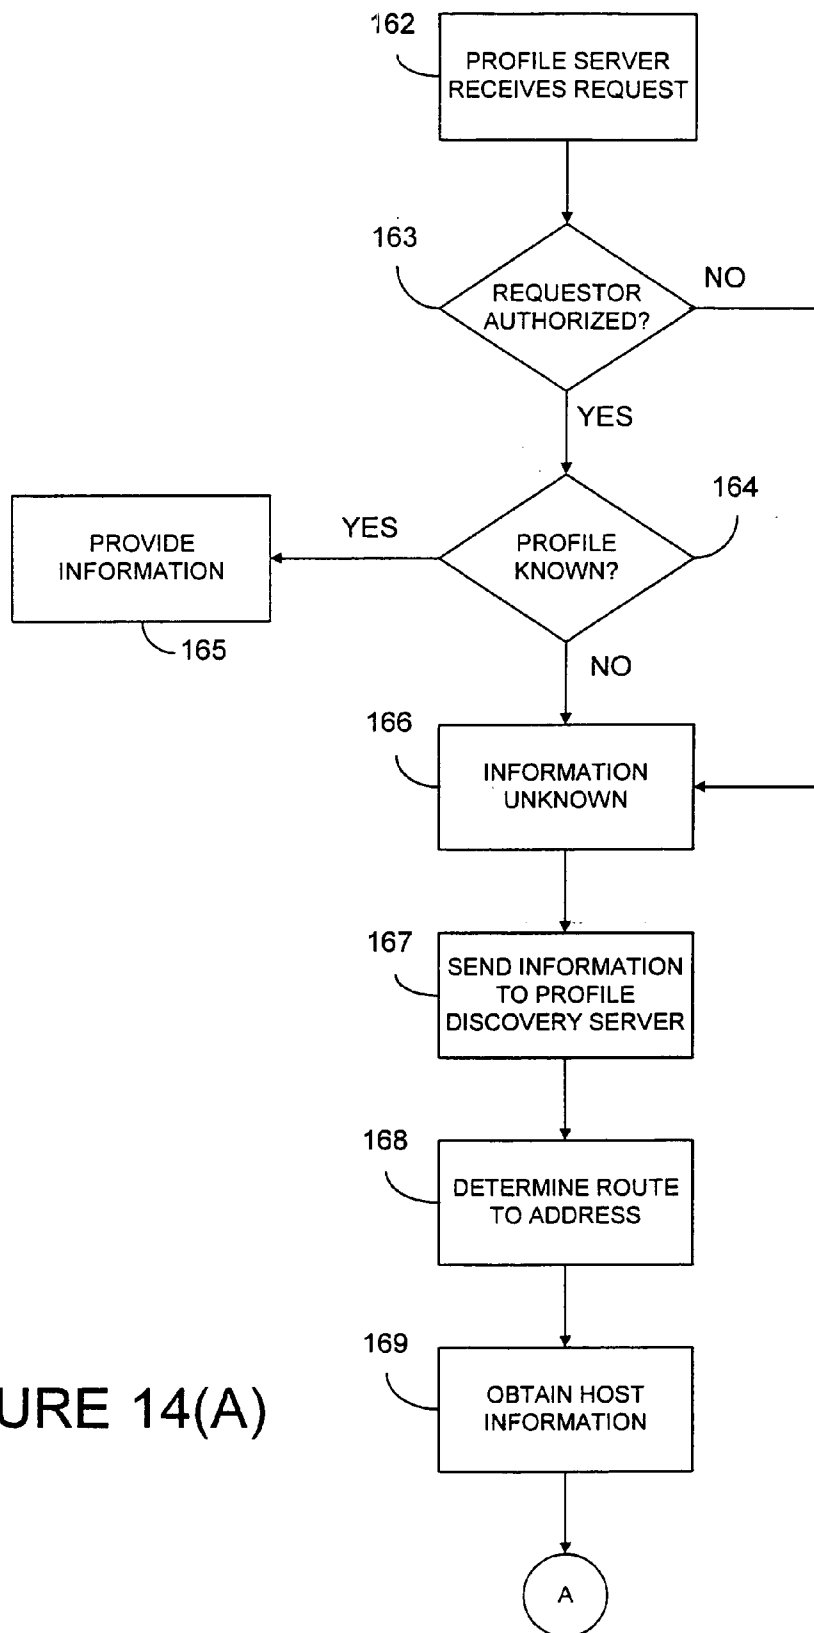 162
PROFILE SERVER
RECEIVES REQUEST
163
REQUESTOR
AUTHORIZED?
NO
YES
164
PROFILE
KNOWN?
YES
PROVIDE
INFORMATION
165
NO
166
INFORMATION
UNKNOWN
167
SEND INFORMATION
TO PROFILE
DISCOVERY SERVER
168
DETERMINE ROUTE
TO ADDRESS
169
OBTAIN HOST
INFORMATION
URE 14(A)
A